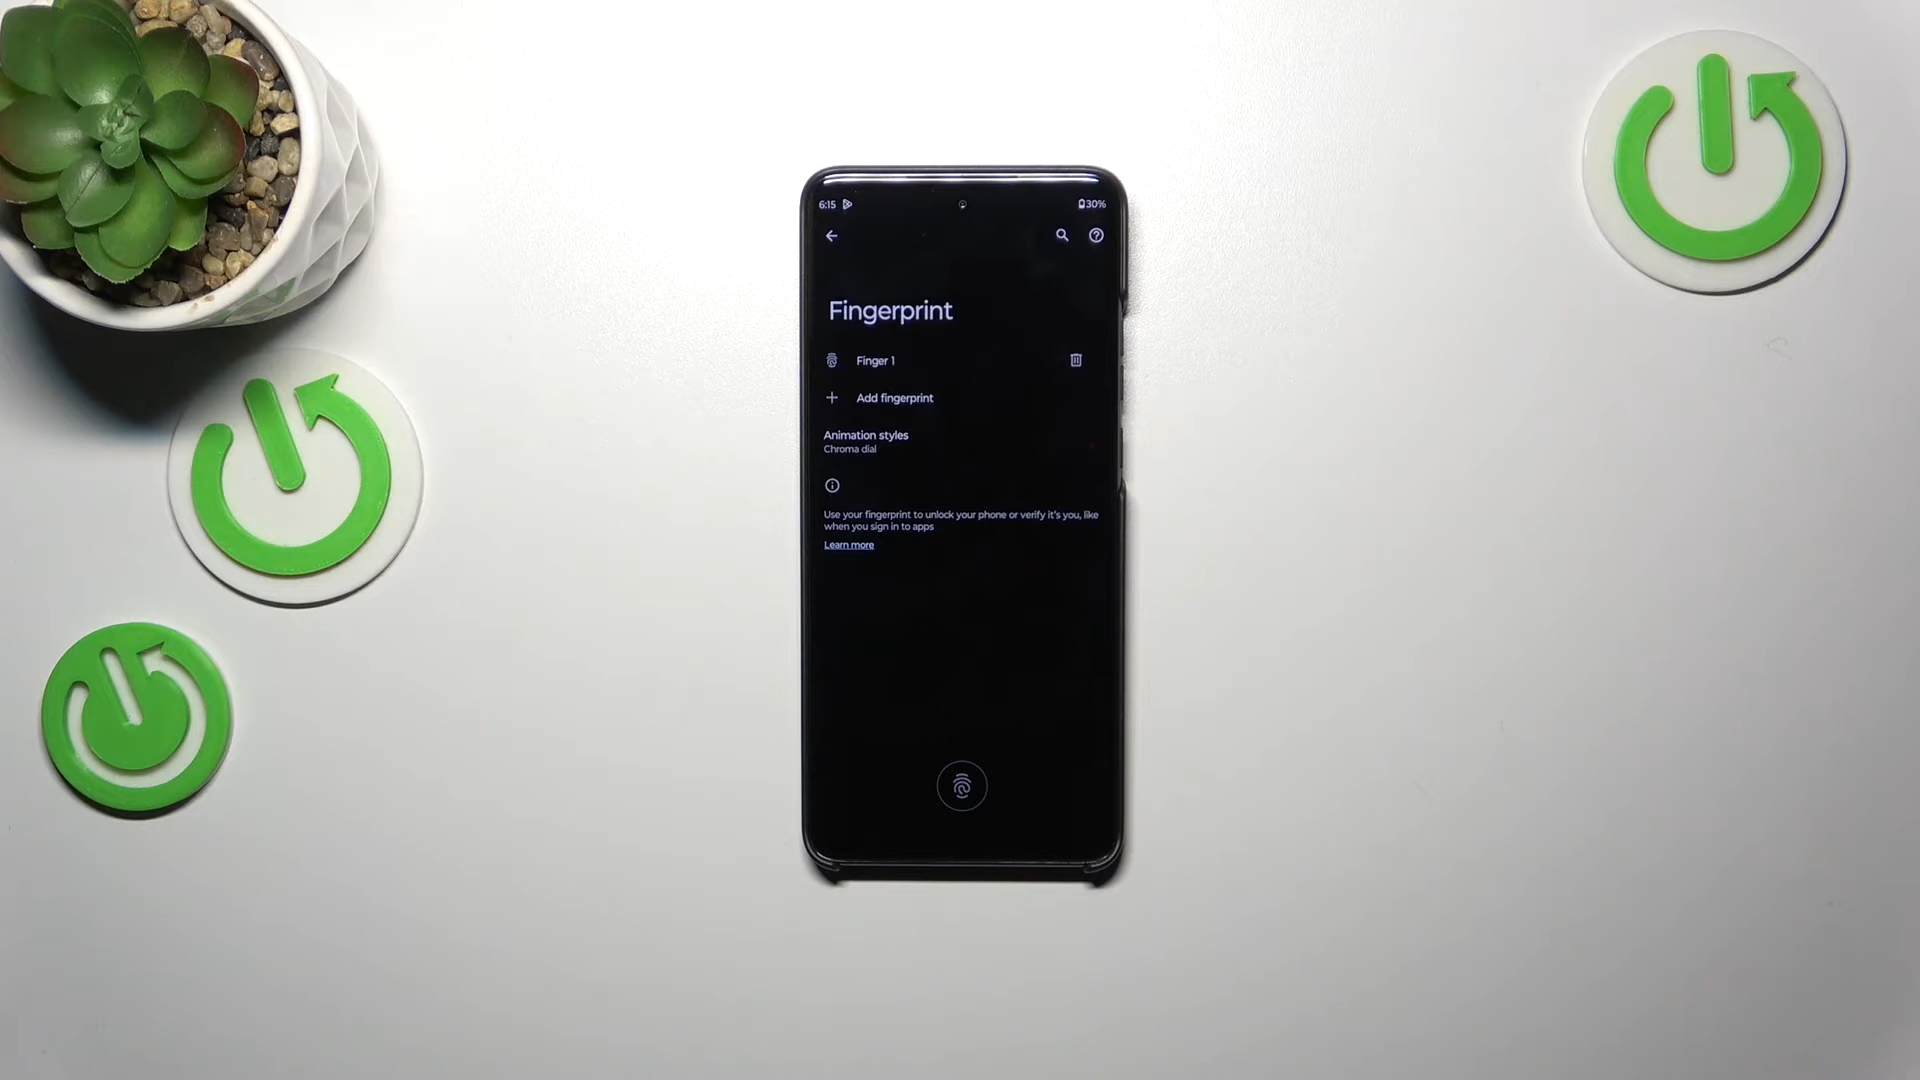 6:15
30%
Fingerprint
Finger 1
Add fingerprint
Animation styles
Chroma dial
Use your fingerprint to unlock your phone or verify it's you, like
when you sign in to apps
Learn more